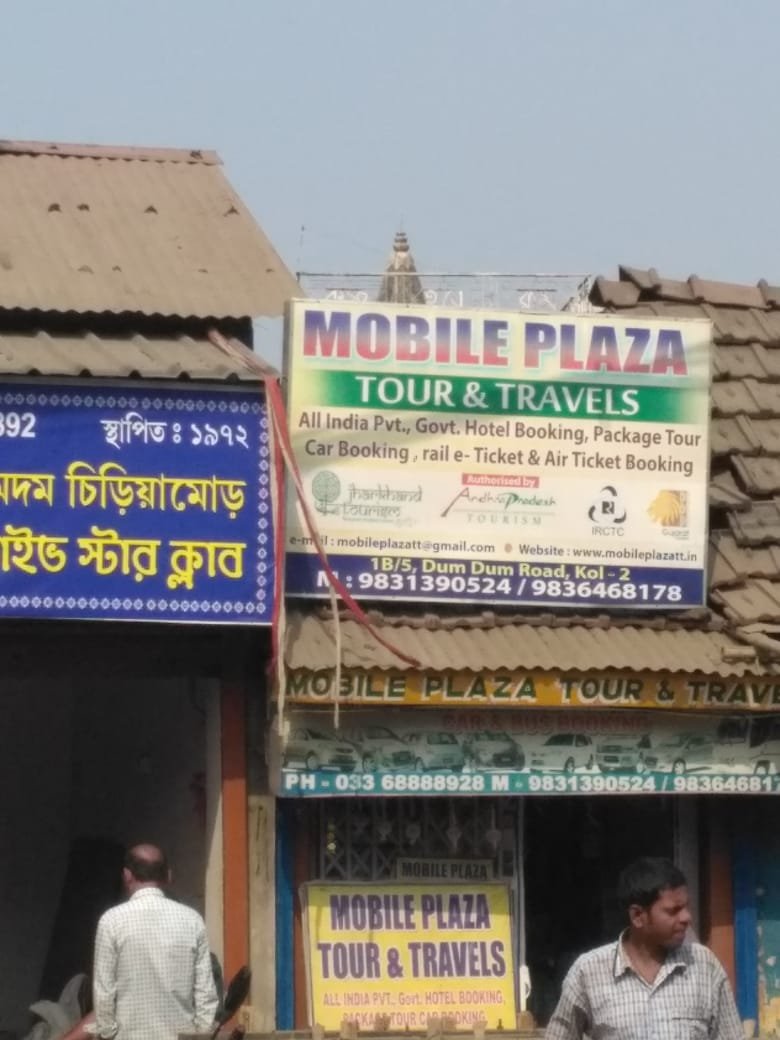 392 স্থাপিত ঃ ১৯৭২
চিড়িয়ামোড়
স্টার ক্লাব
MOBILE PLAZA
TOUR & TRAVELS
All India Pvt., Govt. Hotel Booking, Package Tour
Car Booking , rail e- Ticket & Air Ticket Booking
Authorised by
jharkhand
tourism
Andhra Pradesh
TOURISM
IRCTC
Gujarat
e-mail : mobileplazatt@gmail.com Website : www.mobileplazatt.in
1B/5, Dum Dum Road, Kol - 2
M : 9831390524 / 9836468178
MOBILE PLAZA TOUR & TRAV
CAR & BUS BOOKING
PH - 033 68888928 M - 9831390524 / 98364681
MOBILE PLAZA
MOBILE PLAZA
TOUR & TRAVELS
ALL INDIA PVT., Govt. HOTEL BOOKING,
PACKAGE TOUR CAR BOOKING